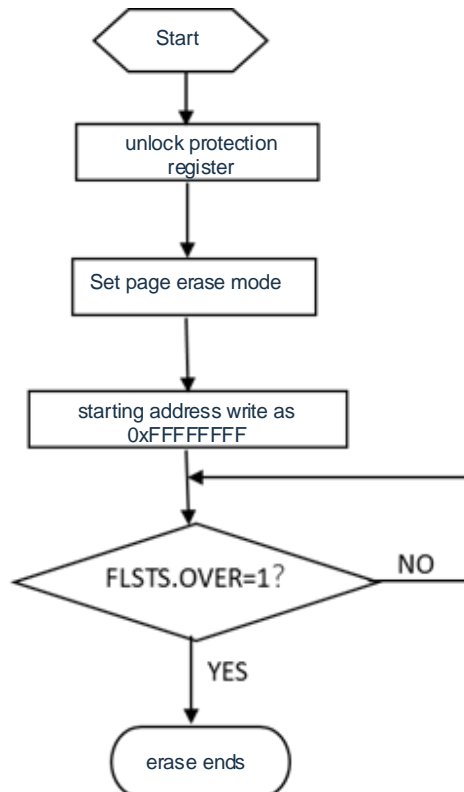 Start
unlock protection
register
Set page erase mode
starting address write as
0xFFFFFFFF
FLSTS.OVER=1?
NO
YES
erase ends